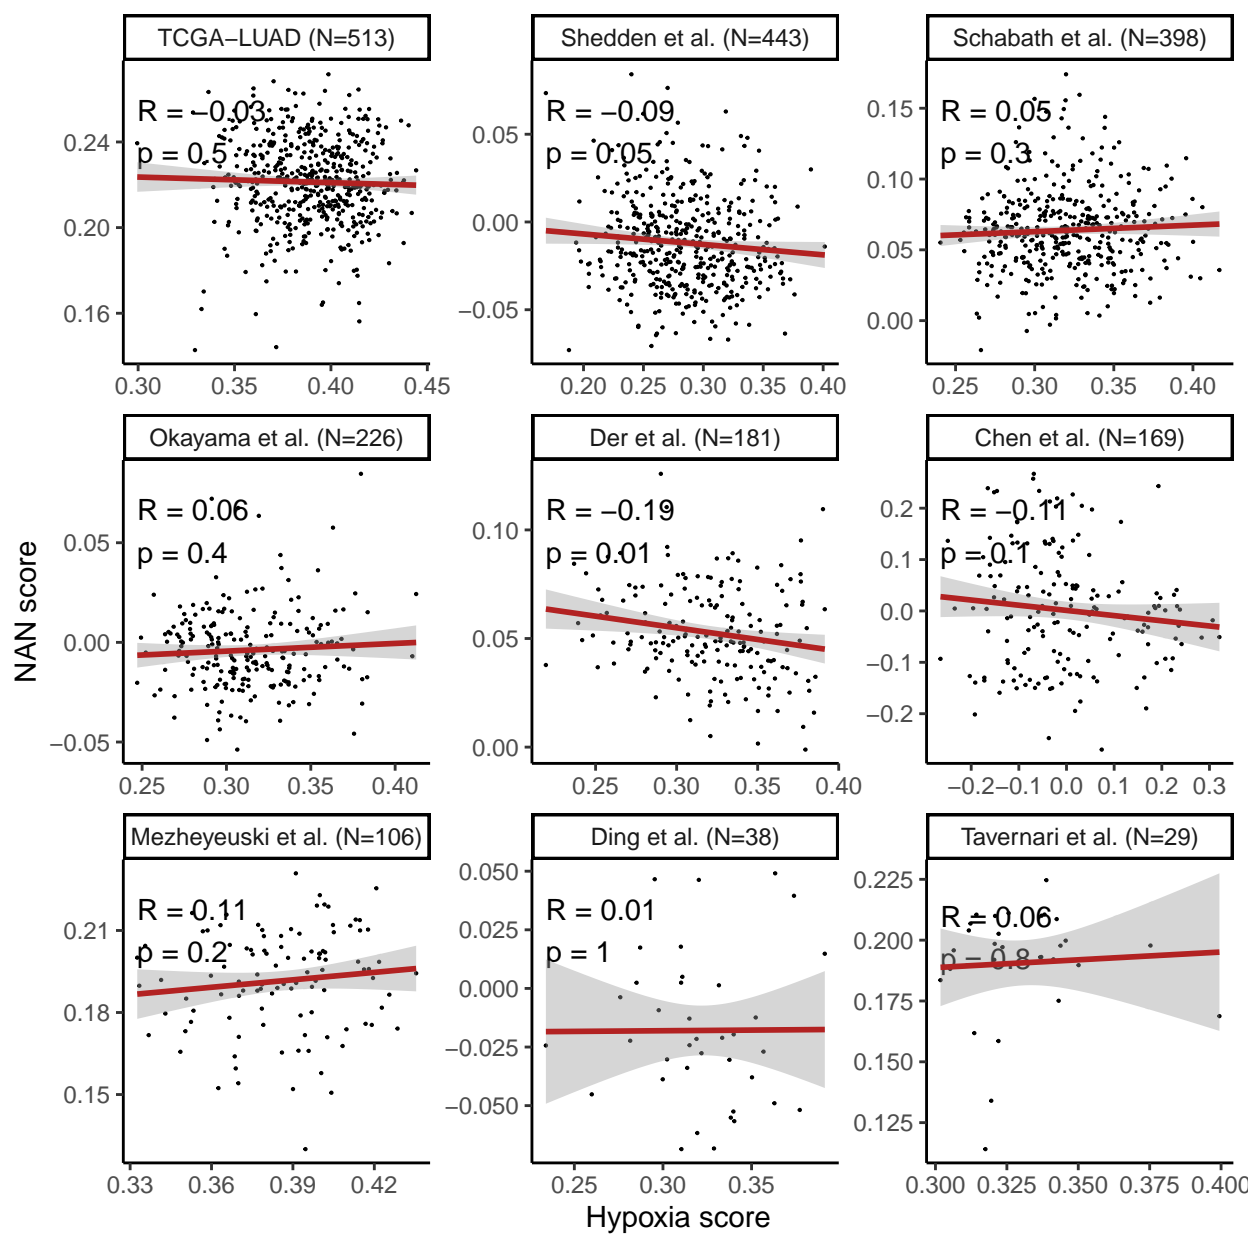 TCGA−LUAD (N=513)
R = −0.03
p = 0.5
0.24
0.20
0.16
0.30 0.35 0.40 0.45
Shedden et al. (N=443)
R = −0.09
p = 0.05
0.05
0.00
−0.05
0.20 0.25 0.30 0.35 0.40
Schabath et al. (N=398)
R = 0.05
p = 0.3
0.15
0.10
0.05
0.00
0.25 0.30 0.35 0.40
Okayama et al. (N=226)
R = 0.06
p = 0.4
0.05
0.00
−0.05
0.25 0.30 0.35 0.40
Der et al. (N=181)
R = −0.19
p = 0.01
0.10
0.05
0.00
0.25 0.30 0.35 0.40
Chen et al. (N=169)
R = −0.11
p = 0.1
0.2
0.1
0.0
−0.1
−0.2
−0.2 −0.1 0.0 0.1 0.2 0.3
Mezheyeuski et al. (N=106)
R = 0.11
p = 0.2
0.21
0.18
0.15
0.33 0.36 0.39 0.42
Ding et al. (N=38)
R = 0.01
p = 1
0.050
0.025
0.000
−0.025
−0.050
0.25 0.30 0.35
Tavernari et al. (N=29)
R = 0.06
p = 0.8
0.225
0.200
0.175
0.150
0.125
0.300 0.325 0.350 0.375 0.400
NAN score
Hypoxia score